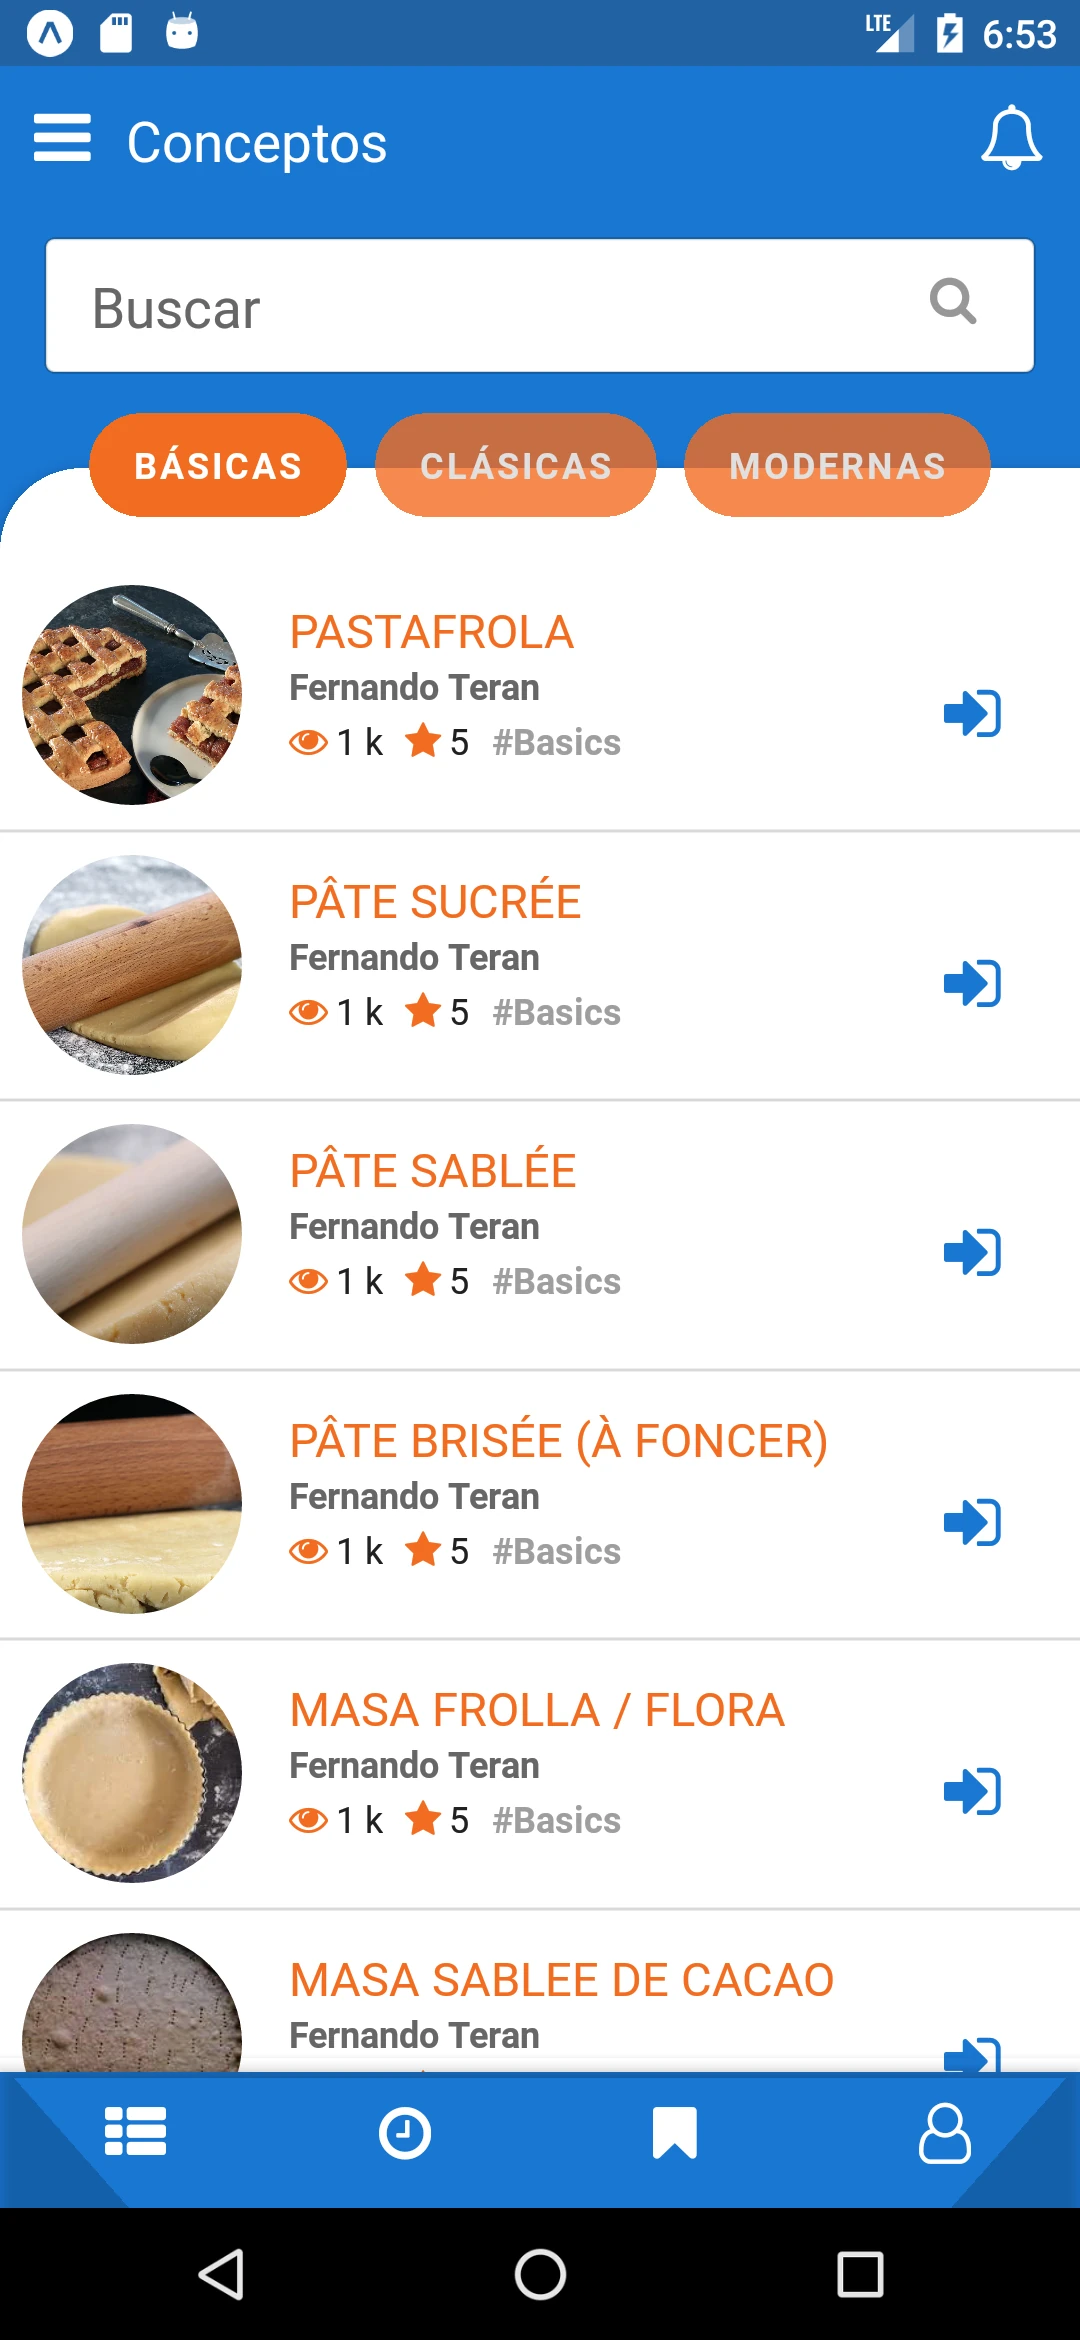 LTE 6:53
Conceptos
Buscar
BÁSICAS CLÁSICAS MODERNAS
PASTAFROLA
Fernando Teran
1 k 5 #Basics
PÂTE SUCRÉE
Fernando Teran
1 k 5 #Basics
PÂTE SABLÉE
Fernando Teran
1 k 5 #Basics
PÂTE BRISÉE (À FONCER)
Fernando Teran
1 k 5 #Basics
MASA FROLLA / FLORA
Fernando Teran
1 k 5 #Basics
MASA SABLEE DE CACAO
Fernando Teran